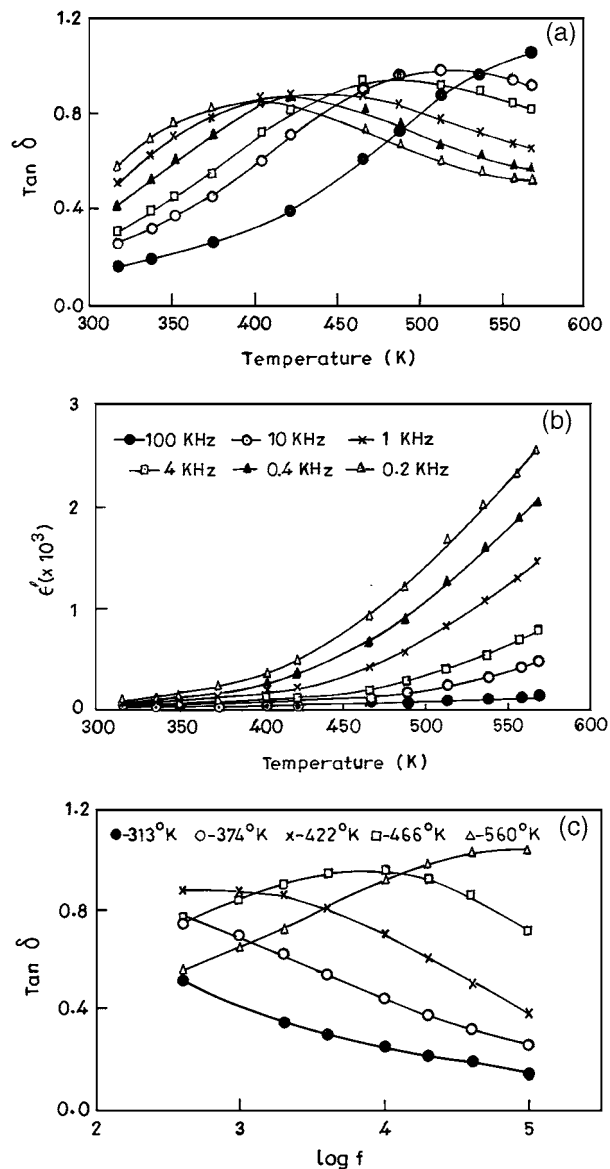 (a)
1.2
0.8
0.4
0.0
Tan δ
300 350 400 450 500 550 600
Temperature (K)
(b)
3
2
1
0
ϵ′(x 10³)
100 KHz 10 KHz 1 KHz
4 KHz 0.4 KHz 0.2 KHz
300 350 400 450 500 550 600
Temperature (K)
(c)
1.2
0.8
0.4
0.0
Tan δ
-313°K -374°K -422°K -466°K -560°K
2 3 4 5
log f